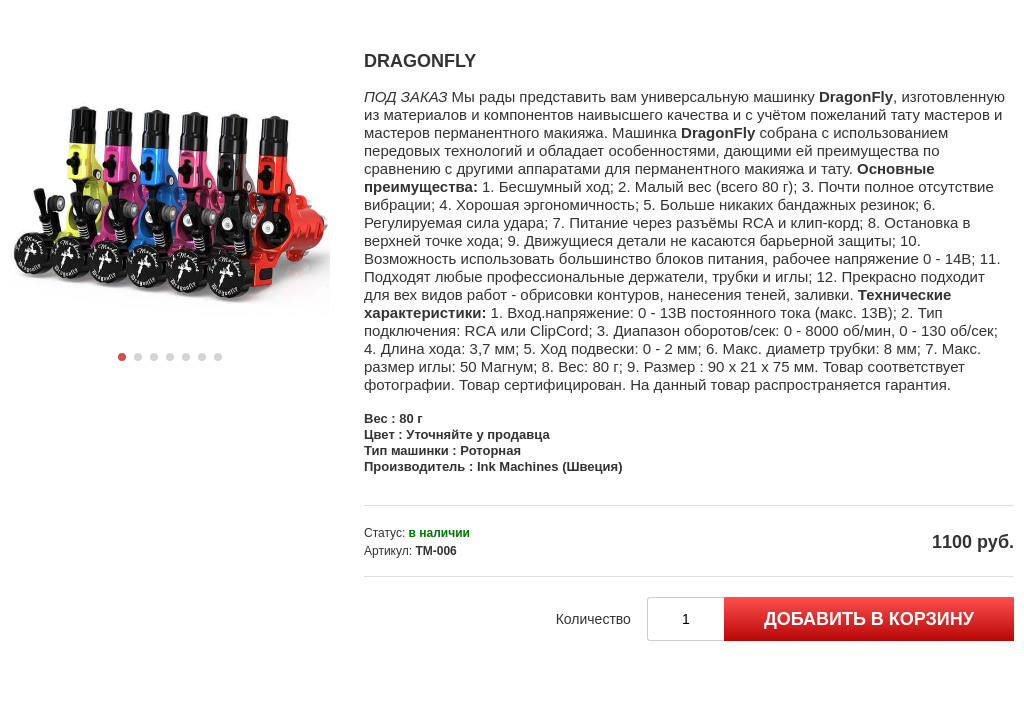 DRAGONFLY
ПОД ЗАКАЗ Мы рады представить вам универсальную машинку DragonFly, изготовленную
из материалов и компонентов наивысшего качества и с учётом пожеланий тату мастеров и
мастеров перманентного макияжа. Машинка DragonFly собрана с использованием
передовых технологий и обладает особенностями, дающими ей преимущества по
сравнению с другими аппаратами для перманентного макияжа и тату. Основные
преимущества: 1. Бесшумный ход; 2. Малый вес (всего 80 г); 3. Почти полное отсутствие
вибрации; 4. Хорошая эргономичность; 5. Больше никаких бандажных резинок; 6.
Регулируемая сила удара; 7. Питание через разъёмы RCA и клип-корд; 8. Остановка в
верхней точке хода; 9. Движущиеся детали не касаются барьерной защиты; 10.
Возможность использовать большинство блоков питания, рабочее напряжение 0 - 14В; 11.
Подходят любые профессиональные держатели, трубки и иглы; 12. Прекрасно подходит
для вех видов работ - обрисовки контуров, нанесения теней, заливки. Технические
характеристики: 1. Вход.напряжение: 0 - 13В постоянного тока (макс. 13В); 2. Тип
подключения: RCA или ClipCord; 3. Диапазон оборотов/сек: 0 - 8000 об/мин, 0 - 130 об/сек;
4. Длина хода: 3,7 мм; 5. Ход подвески: 0 - 2 мм; 6. Макс. диаметр трубки: 8 мм; 7. Макс.
размер иглы: 50 Магнум; 8. Вес: 80 г; 9. Размер : 90 x 21 x 75 мм. Товар соответствует
фотографии. Товар сертифицирован. На данный товар распространяется гарантия.
Вес : 80 г
Цвет : Уточняйте у продавца
Тип машинки : Роторная
Производитель : Ink Machines (Швеция)
Статус: в наличии
Артикул: TM-006
1100 руб.
Количество
1
ДОБАВИТЬ В КОРЗИНУ
Dragonfly
Dragonfly
Dragonfly
Dragonfly
Dragonfly
Dragonfly